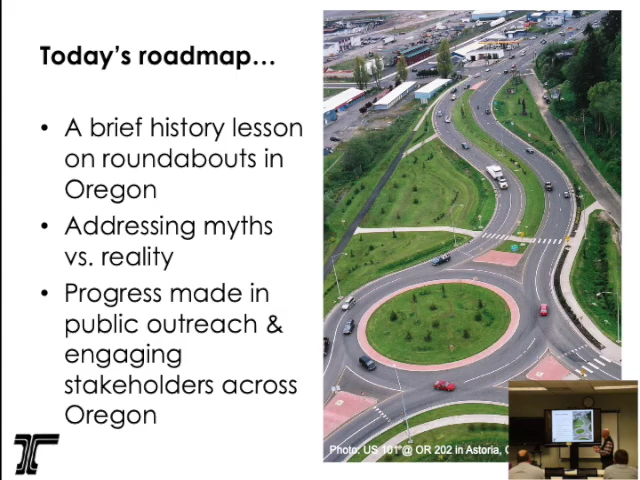 Today's roadmap…
• A brief history lesson
on roundabouts in
Oregon
• Addressing myths
vs. reality
• Progress made in
public outreach &
engaging
stakeholders across
Oregon
Photo: US 101 @ OR 202 in Astoria,